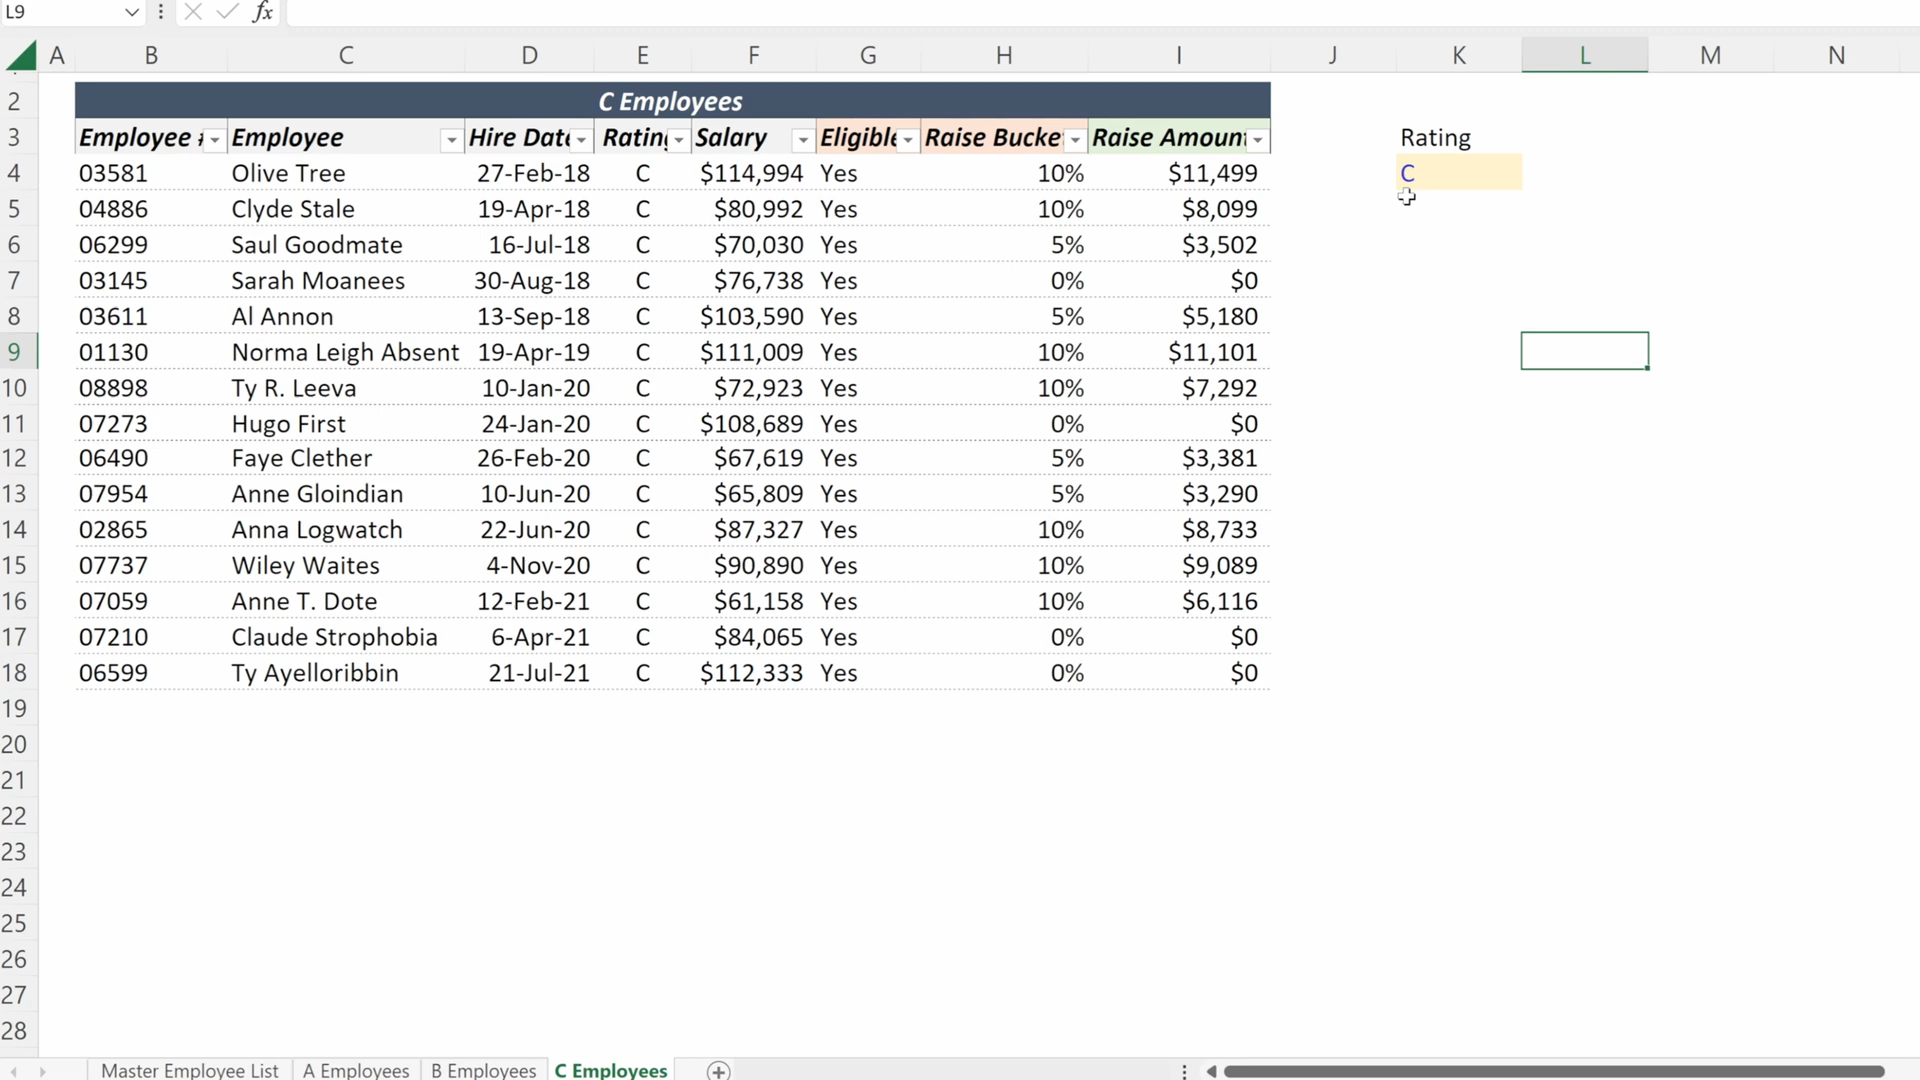 L9 fx
A B C D E F G H I J K L M N
2 C Employees
3 Employee # Employee Hire Date Rating Salary Eligible Raise Bucke Raise Amoun Rating
4 03581 Olive Tree 27-Feb-18 C $114,994 Yes 10% $11,499 C
5 04886 Clyde Stale 19-Apr-18 C $80,992 Yes 10% $8,099
6 06299 Saul Goodmate 16-Jul-18 C $70,030 Yes 5% $3,502
7 03145 Sarah Moanees 30-Aug-18 C $76,738 Yes 0% $0
8 03611 Al Annon 13-Sep-18 C $103,590 Yes 5% $5,180
9 01130 Norma Leigh Absent 19-Apr-19 C $111,009 Yes 10% $11,101
10 08898 Ty R. Leeva 10-Jan-20 C $72,923 Yes 10% $7,292
11 07273 Hugo First 24-Jan-20 C $108,689 Yes 0% $0
12 06490 Faye Clether 26-Feb-20 C $67,619 Yes 5% $3,381
13 07954 Anne Gloindian 10-Jun-20 C $65,809 Yes 5% $3,290
14 02865 Anna Logwatch 22-Jun-20 C $87,327 Yes 10% $8,733
15 07737 Wiley Waites 4-Nov-20 C $90,890 Yes 10% $9,089
16 07059 Anne T. Dote 12-Feb-21 C $61,158 Yes 10% $6,116
17 07210 Claude Strophobia 6-Apr-21 C $84,065 Yes 0% $0
18 06599 Ty Ayelloribbin 21-Jul-21 C $112,333 Yes 0% $0
19
20
21
22
23
24
25
26
27
28
Master Employee List A Employees B Employees C Employees